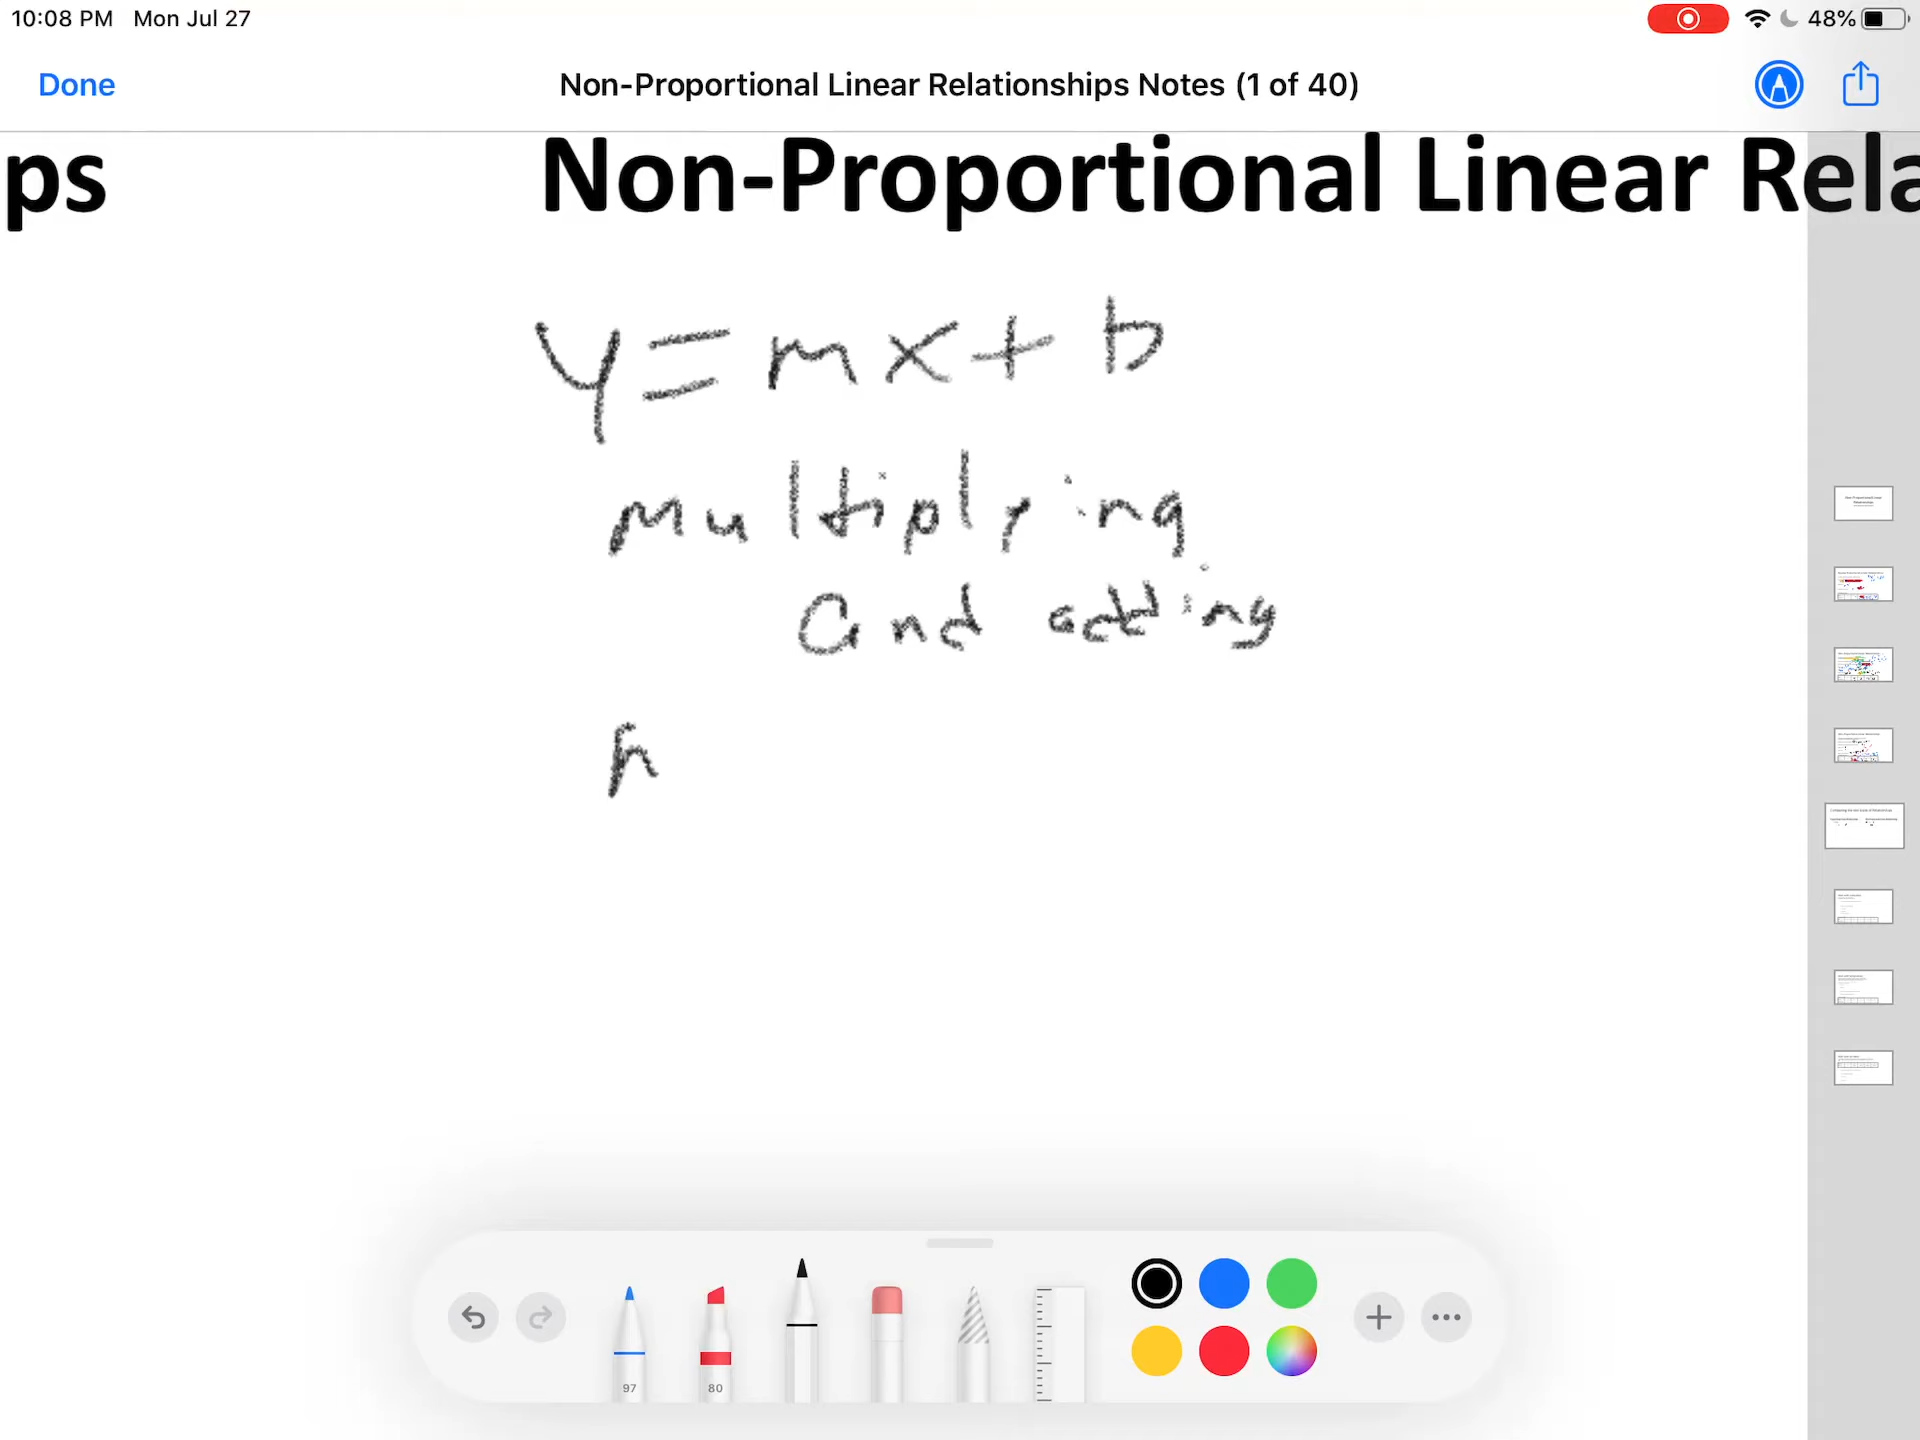 10:08 PM Mon Jul 27
48%
Done
Non-Proportional Linear Relationships Notes (1 of 40)
ps
Non-Proportional Linear Rela
y=mx+b
multiplying
and adding
97
80